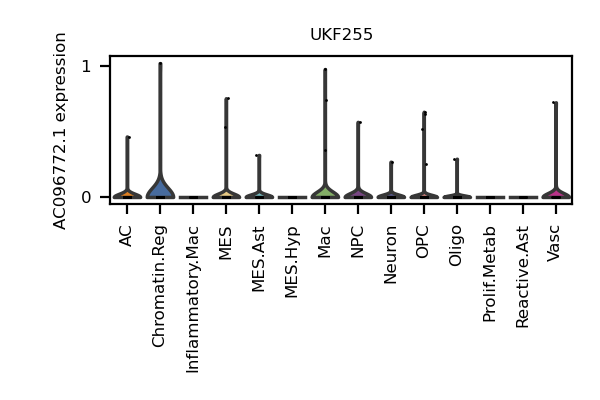 UKF255
AC096772.1 expression
1
0
AC
Chromatin.Reg
Inflammatory.Mac
MES
MES.Ast
MES.Hyp
Mac
NPC
Neuron
OPC
Oligo
Prolif.Metab
Reactive.Ast
Vasc